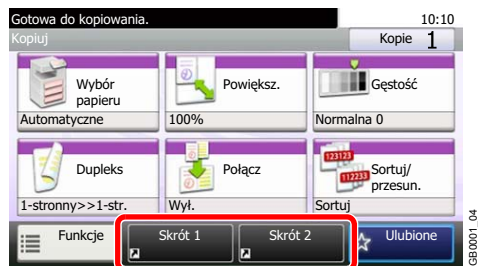 Gotowa do kopiowania.
10:10
Kopiuj
Kopie 1
Wybór
papieru
Automatyczne
Powiększ.
100%
Gęstość
Normalna 0
Dupleks
1-stronny>>1-str.
Połącz
Wył.
123123
112233
Sortuj/
przesun.
Sortuj
Funkcje
Skrót 1
Skrót 2
Ulubione
GB0001_04